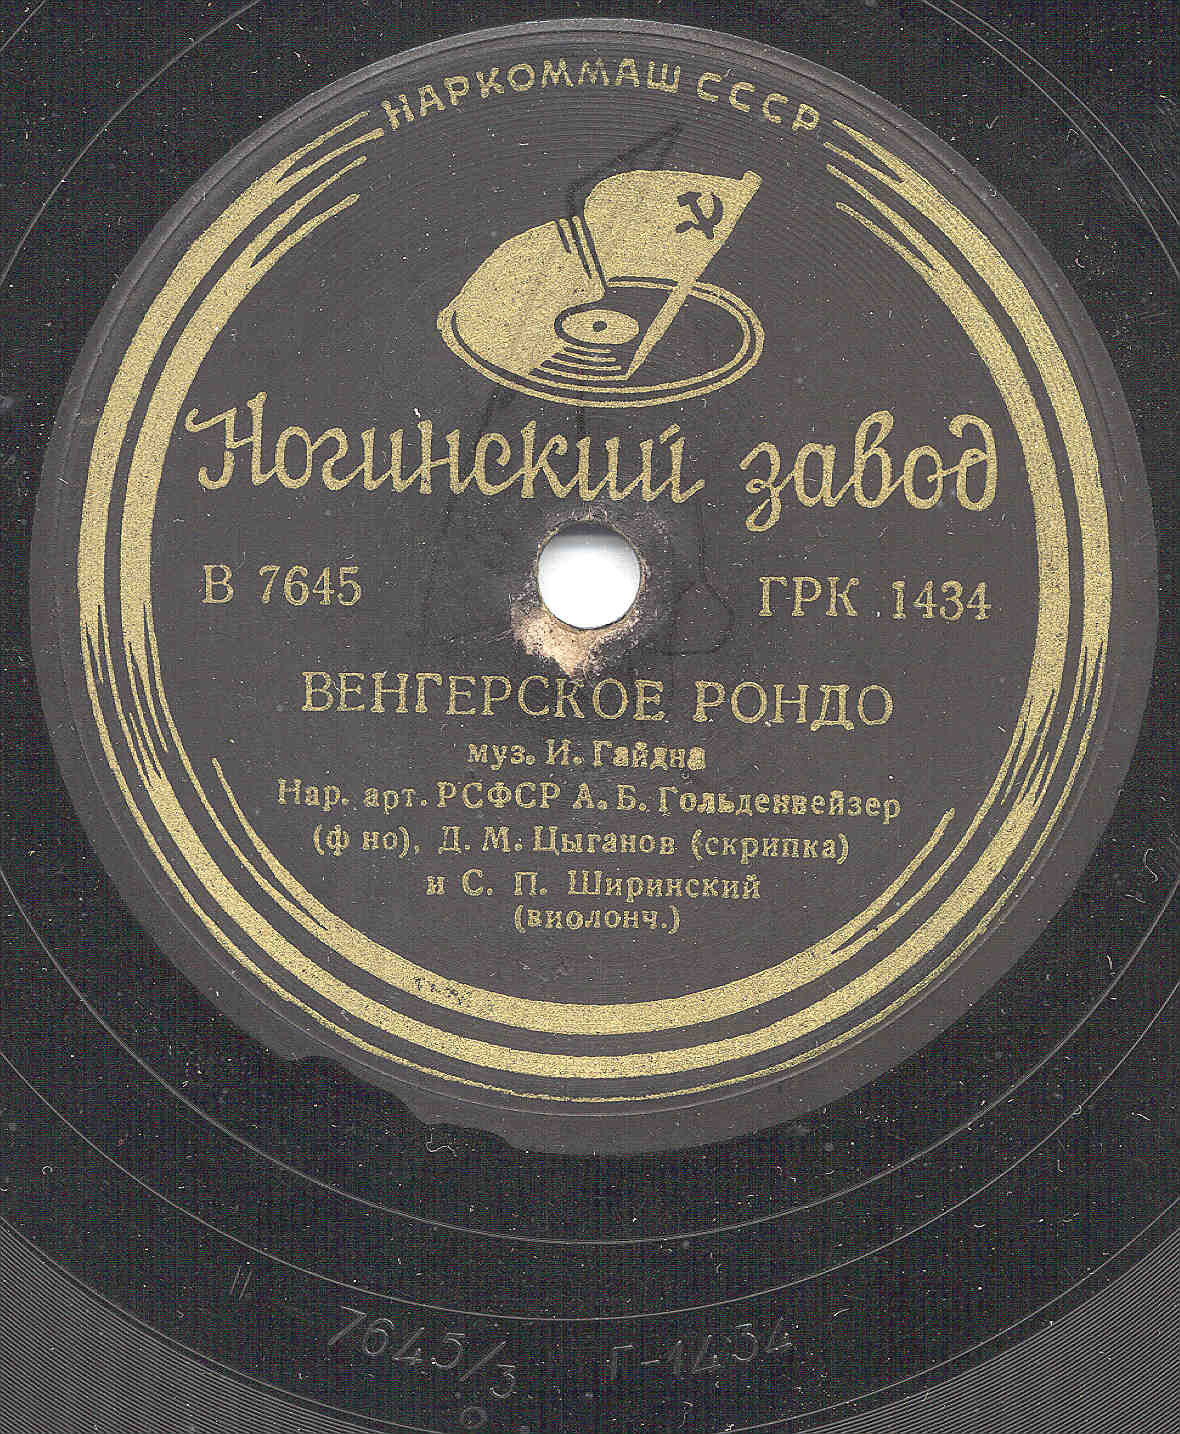 НАРКОММАШ СССР
Ногинский завод
В 7645 ГРК 1434
ВЕНГЕРСКОЕ РОНДО
муз. И. Гайдна
Нар. арт. РСФСР А. Б. Гольденвейзер
(ф но), Д. М. Цыганов (скрипка)
и С. П. Ширинский
(виолонч.)
7645/3 Г-1434